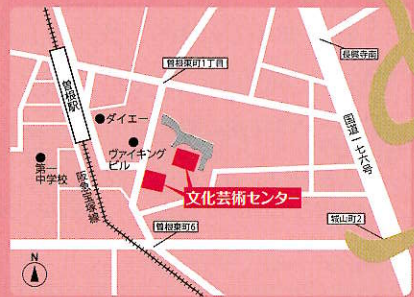 曽根東町1丁目
長興寺南
曽根駅
ダイエー
国道一七六号
ヴァイキング
ビル
第一
中学校
阪急宝塚線
文化芸術センター
曽根東町6
城山町2
N